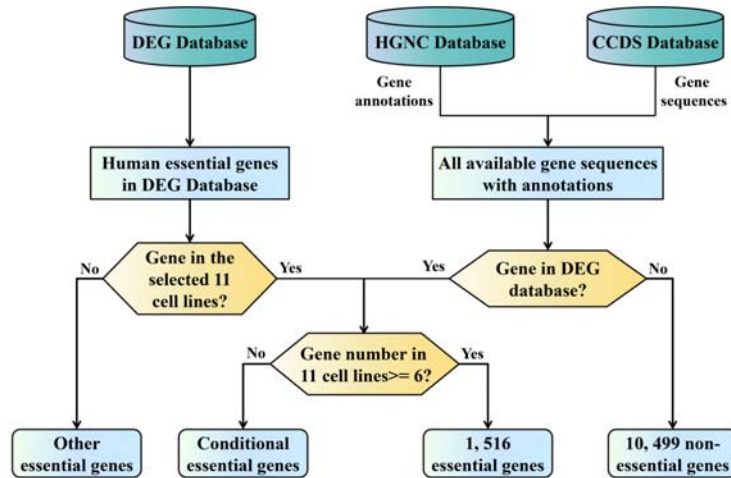 DEG Database
HGNC Database
CCDS Database
Gene
annotations
Gene
sequences
Human essential genes
in DEG Database
All available gene sequences
with annotations
No
Gene in the
selected 11
cell lines?
Yes
Yes
Gene in DEG
database?
No
No
Gene number in
11 cell lines>= 6?
Yes
Other
essential genes
Conditional
essential genes
1, 516
essential genes
10, 499 non-
essential genes